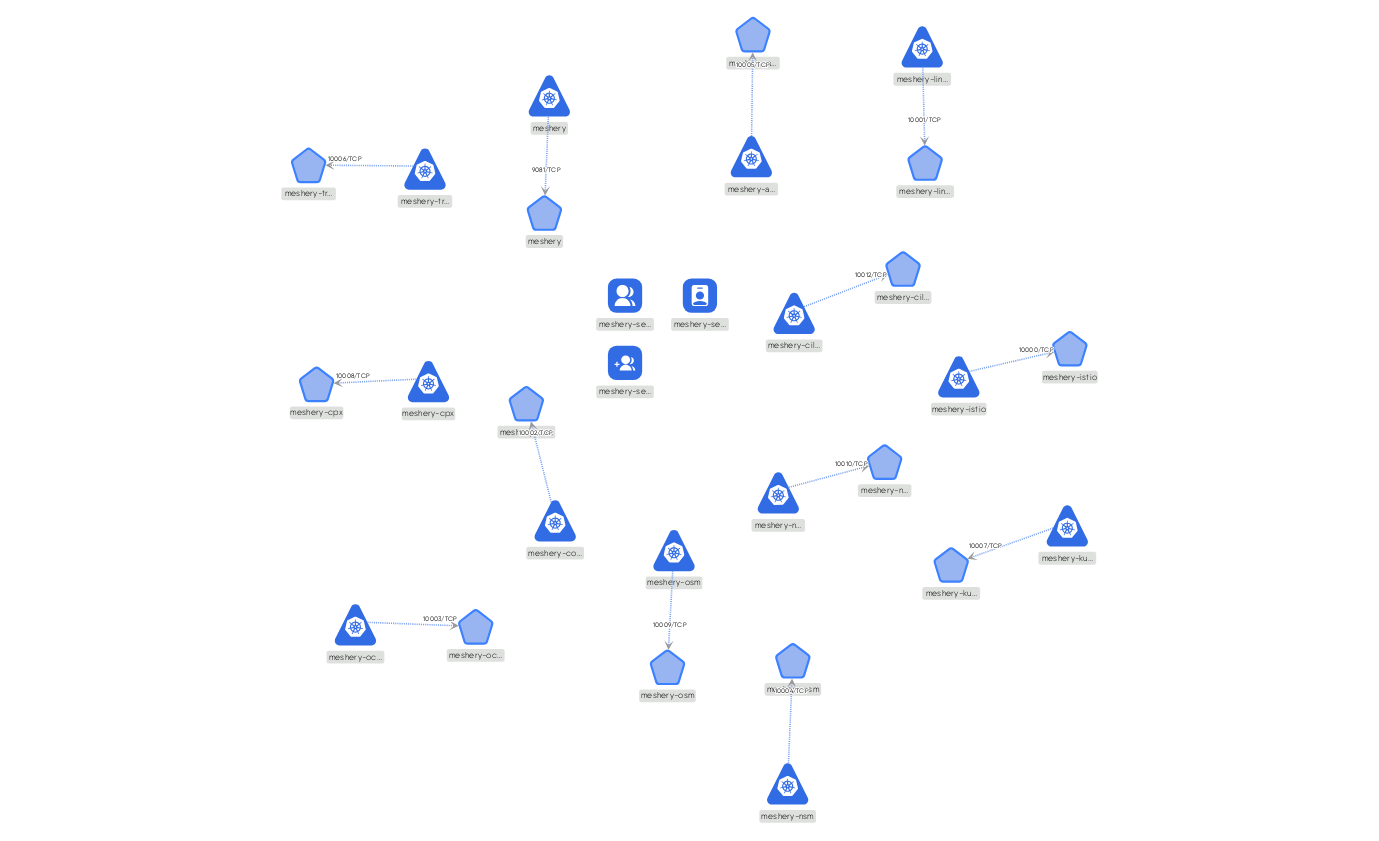 10005/TCP
meshery-lin...
meshery
10001/TCP
10006/TCP
9081/TCP
meshery-tr...
meshery-tr...
meshery-a...
meshery-lin...
meshery
10012/TCP
meshery-cil...
meshery-se...
meshery-se...
meshery-cil...
10000/TCP
10008/TCP
meshery-istio
meshery-se...
meshery-cpx
meshery-cpx
meshery-istio
10002/TCP
10010/TCP
meshery-n...
meshery-n...
10007/TCP
meshery-co...
meshery-ku...
meshery-osm
meshery-ku...
10003/TCP
10009/TCP
meshery-oc...
meshery-oc...
meshery-osm
10004/TCP
meshery-nsm